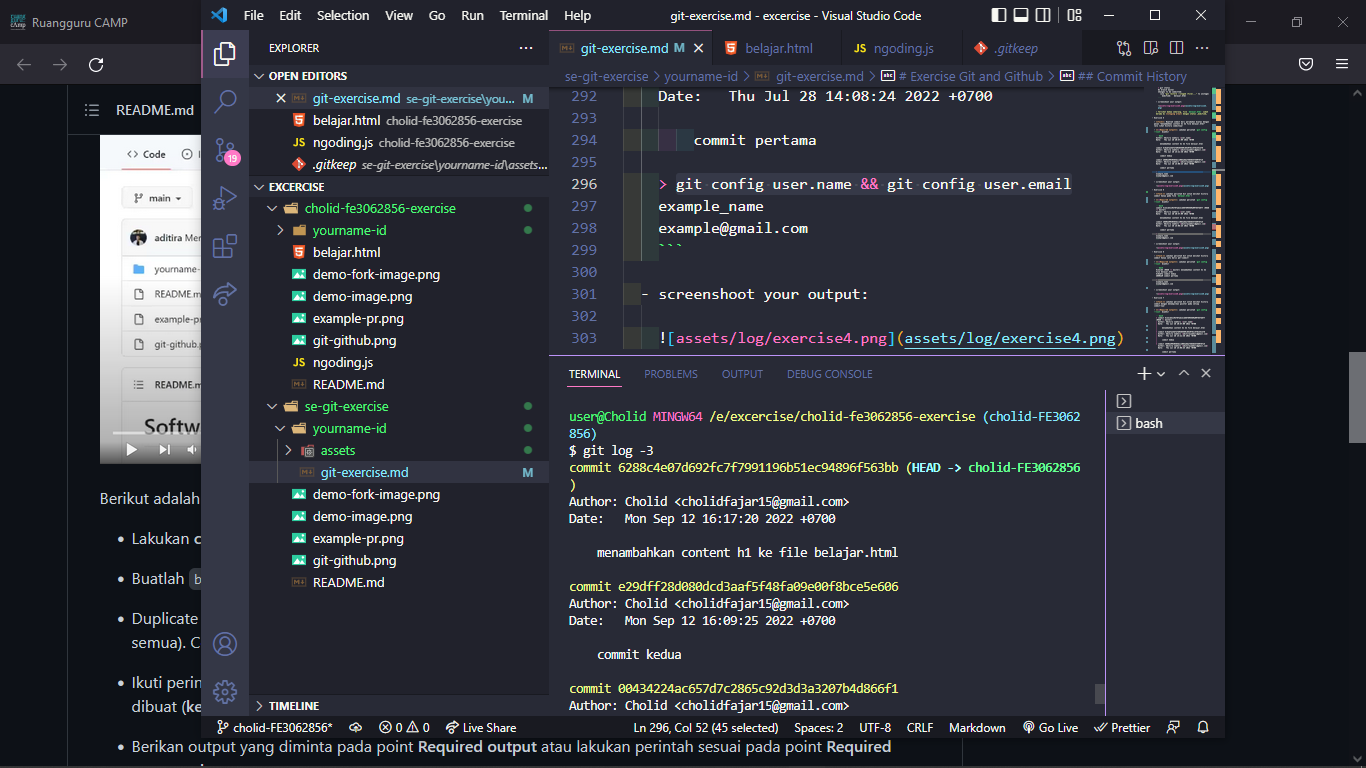 Ruangguru CAMP
README.md
Code
main
aditira Mer
yourname-
README.m
example-pr
git-github.p
README.m
Softw
Berikut adalah
Lakukan c
Buatlah b
Duplicate
semua). C
Ikuti perin
dibuat (ke
Berikan output yang diminta pada point Required output atau lakukan perintah sesuai pada point Required
File Edit Selection View Go Run Terminal Help
git-exercise.md - excercise - Visual Studio Code
EXPLORER
OPEN EDITORS
git-exercise.md se-git-exercise\you... M
belajar.html cholid-fe3062856-exercise
JS ngoding.js cholid-fe3062856-exercise
.gitkeep se-git-exercise\yourname-id\assets...
19
EXCERCISE
cholid-fe3062856-exercise
yourname-id
belajar.html
demo-fork-image.png
demo-image.png
example-pr.png
git-github.png
JS ngoding.js
README.md
se-git-exercise
yourname-id
assets
git-exercise.md M
demo-fork-image.png
demo-image.png
example-pr.png
git-github.png
README.md
TIMELINE
git-exercise.md M
belajar.html
JS ngoding.js
.gitkeep
se-git-exercise > yourname-id > git-exercise.md > # Exercise Git and Github > ## Commit History
292 Date: Thu Jul 28 14:08:24 2022 +0700
293
294 commit pertama
295
296 > git config user.name && git config user.email
297 example_name
298 example@gmail.com
299 ```
300
301 - screenshoot your output:
302
303 ![assets/log/exercise4.png](assets/log/exercise4.png)
TERMINAL PROBLEMS OUTPUT DEBUG CONSOLE
bash
user@Cholid MINGW64 /e/excercise/cholid-fe3062856-exercise (cholid-FE3062
856)
$ git log -3
commit 6288c4e07d692fc7f7991196b51ec94896f563bb (HEAD -> cholid-FE3062856
)
Author: Cholid <cholidfajar15@gmail.com>
Date: Mon Sep 12 16:17:20 2022 +0700
menambahkan content h1 ke file belajar.html
commit e29dff28d080dcd3aaf5f48fa09e00f8bce5e606
Author: Cholid <cholidfajar15@gmail.com>
Date: Mon Sep 12 16:09:25 2022 +0700
commit kedua
commit 00434224ac657d7c2865c92d3d3a3207b4d866f1
Author: Cholid <cholidfajar15@gmail.com>
cholid-FE3062856* 0 0 Live Share
Ln 296, Col 52 (45 selected) Spaces: 2 UTF-8 CRLF Markdown Go Live Prettier